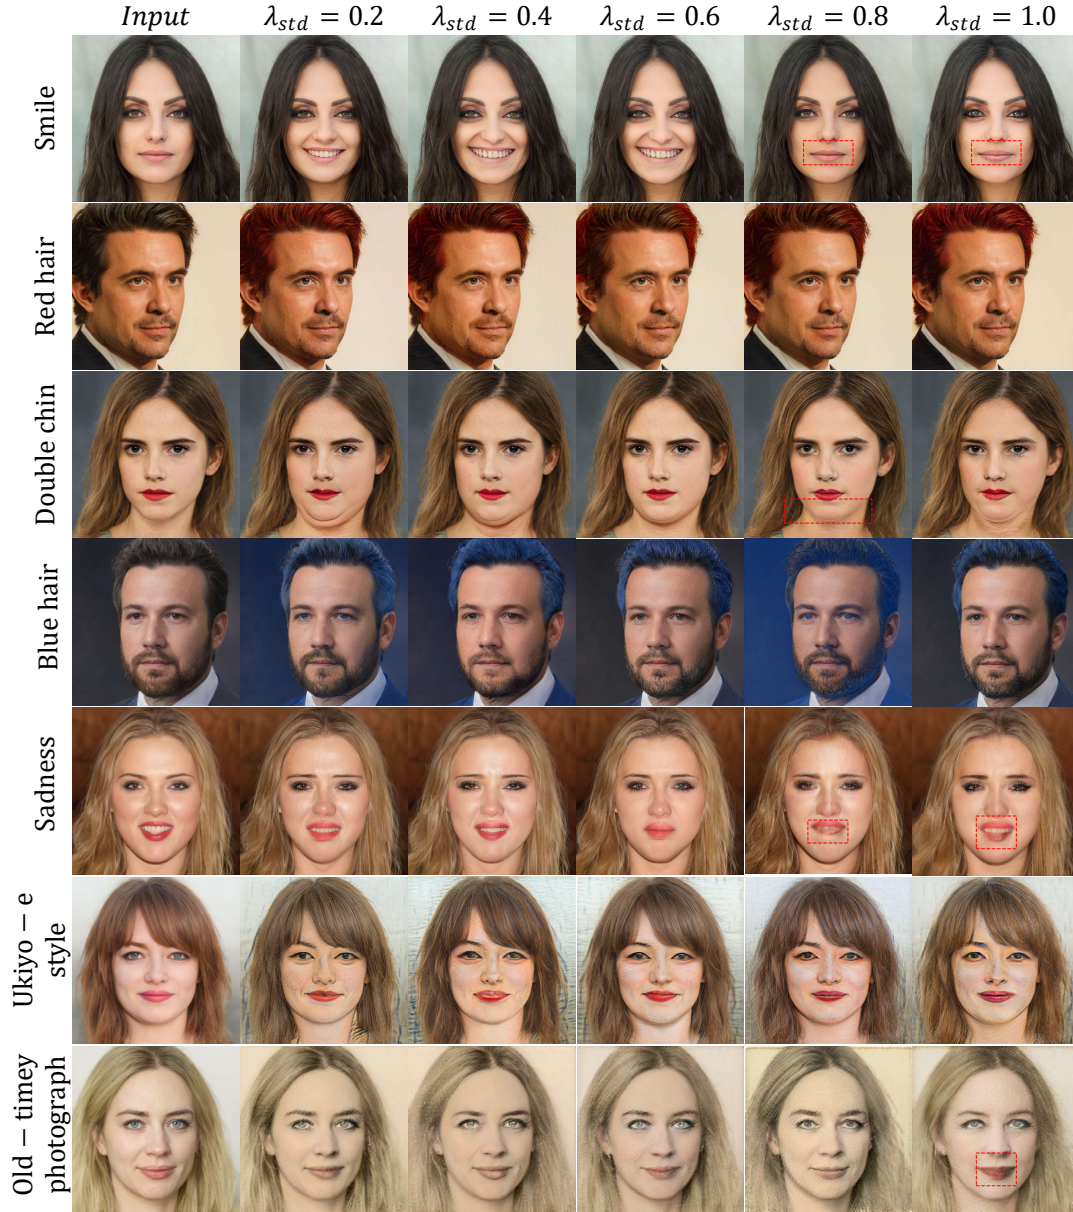 Input λstd = 0.2 λstd = 0.4 λstd = 0.6 λstd = 0.8 λstd = 1.0
Smile
Red hair
Double chin
Blue hair
Sadness
Ukiyo − e
style
Old − timey
photograph